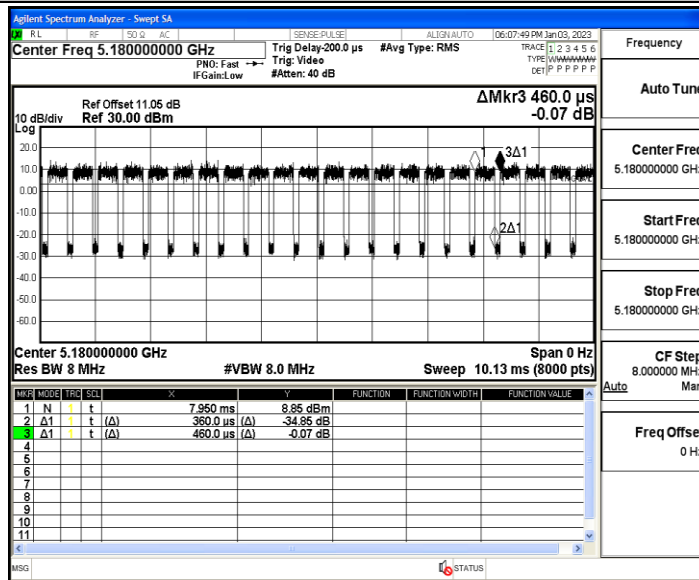 Agilent Spectrum Analyzer - Swept SA
RL RF 50 Ω AC SENSE:PULSE ALIGN AUTO 06:07:49 PM Jan 03, 2023
Center Freq 5.180000000 GHz
PNO: Fast
IFGain:Low
Trig Delay-200.0 µs
Trig: Video
#Atten: 40 dB
#Avg Type: RMS
TRACE 1 2 3 4 5 6
TYPE WWWWWW
DET P P P P P P
ΔMkr3 460.0 µs
-0.07 dB
Ref Offset 11.05 dB
10 dB/div Ref 30.00 dBm
Log
20.0
10.0
0.00
-10.0
-20.0
-30.0
-40.0
-50.0
-60.0
1
3Δ1
2Δ1
Center 5.180000000 GHz Span 0 Hz
Res BW 8 MHz #VBW 8.0 MHz Sweep 10.13 ms (8000 pts)
MKR MODE TRC SCL X Y FUNCTION FUNCTION WIDTH FUNCTION VALUE
1 N 1 t 7.950 ms 8.85 dBm
2 Δ1 1 t (Δ) 360.0 µs (Δ) -34.85 dB
3 Δ1 1 t (Δ) 460.0 µs (Δ) -0.07 dB
4
5
6
7
8
9
10
11
MSG STATUS
Frequency
Auto Tune
Center Freq
5.180000000 GHz
Start Freq
5.180000000 GHz
Stop Freq
5.180000000 GHz
CF Step
8.000000 MHz
Auto Man
Freq Offset
0 Hz